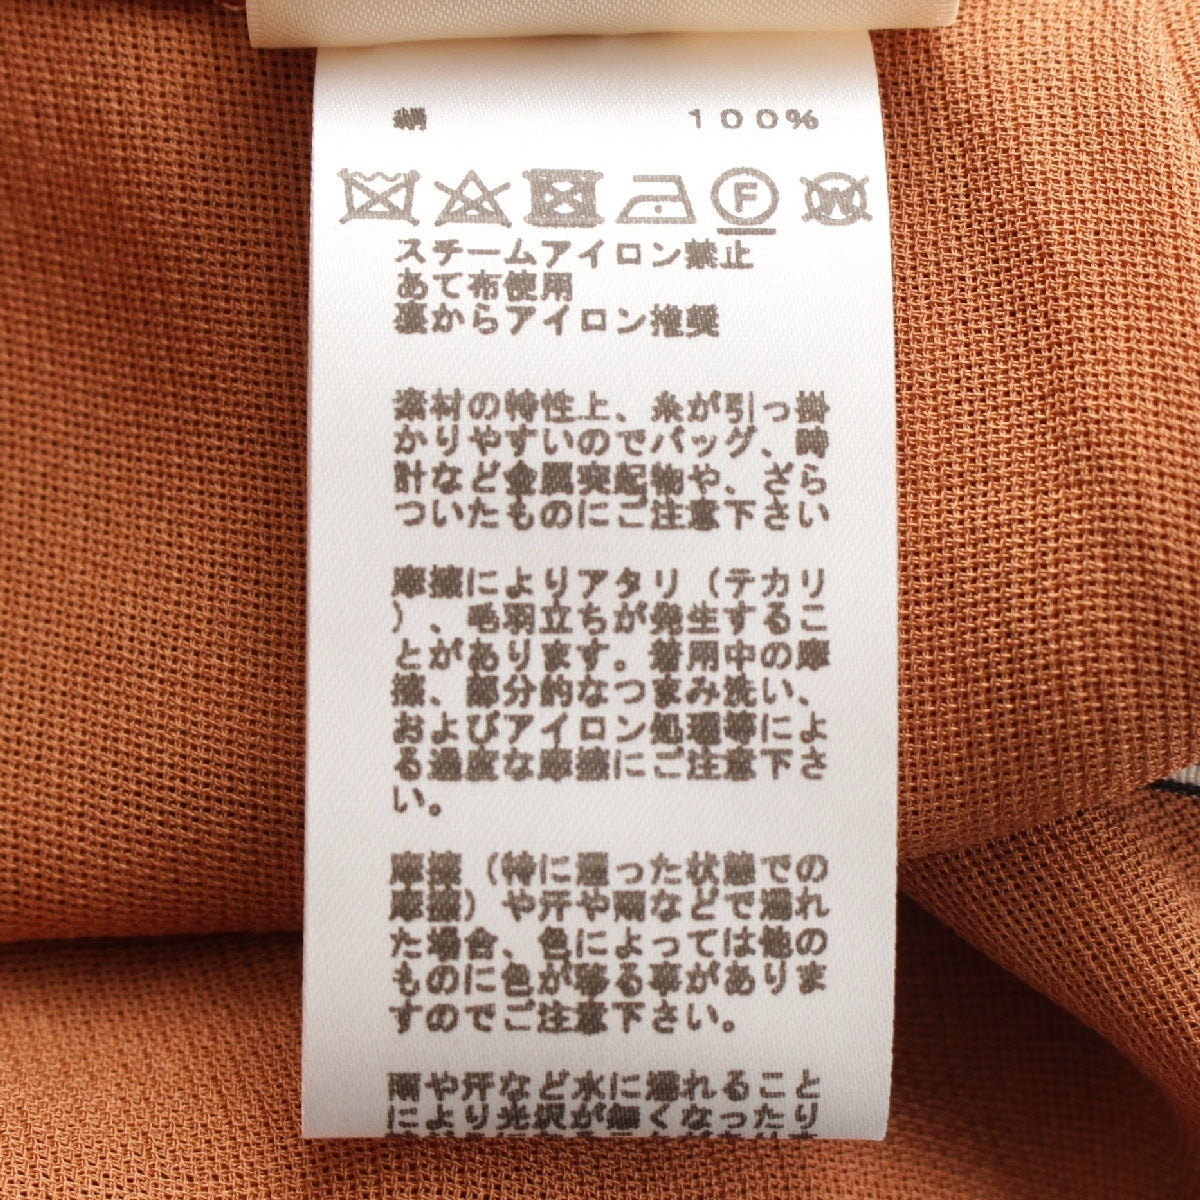 絹 100%
F W
スチームアイロン禁止
あて布使用
裏からアイロン推奨
素材の特性上、糸が引っ掛
かりやすいのでバッグ、時
計など金属突起物や、ざら
ついたものにご注意下さい
摩擦によりアタリ（テカリ
）、毛羽立ちが発生するこ
とがあります。着用中の摩
擦、部分的なつまみ洗い、
およびアイロン処理等によ
る過度な摩擦にご注意下さ
い。
摩擦（特に湿った状態での
摩擦）や汗や雨などで濡れ
た場合、色によっては他の
ものに色が移る事がありま
すのでご注意下さい。
雨や汗など水に濡れること
により光沢が無くなったり